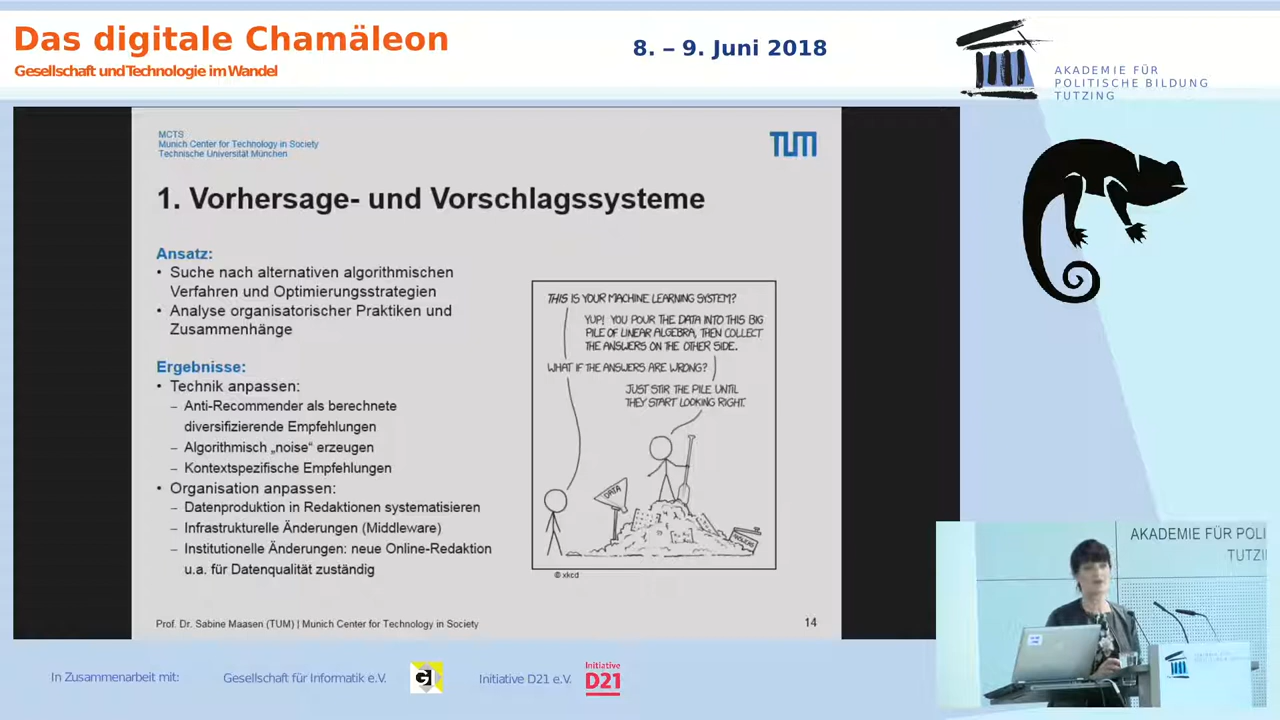 Das digitale Chamäleon
Gesellschaft und Technologie im Wandel
8. – 9. Juni 2018
AKADEMIE FÜR
POLITISCHE BILDUNG
TUTZING
MCTS
Munich Center for Technology in Society
Technische Universität München
TUM
1. Vorhersage- und Vorschlagssysteme
Ansatz:
• Suche nach alternativen algorithmischen
Verfahren und Optimierungsstrategien
• Analyse organisatorischer Praktiken und
Zusammenhänge
Ergebnisse:
• Technik anpassen:
– Anti-Recommender als berechnete
diversifizierende Empfehlungen
– Algorithmisch „noise“ erzeugen
– Kontextspezifische Empfehlungen
• Organisation anpassen:
– Datenproduktion in Redaktionen systematisieren
– Infrastrukturelle Änderungen (Middleware)
– Institutionelle Änderungen: neue Online-Redaktion
u.a. für Datenqualität zuständig
THIS IS YOUR MACHINE LEARNING SYSTEM?
YUP! YOU POUR THE DATA INTO THIS BIG
PILE OF LINEAR ALGEBRA, THEN COLLECT
THE ANSWERS ON THE OTHER SIDE.
WHAT IF THE ANSWERS ARE WRONG?
JUST STIR THE PILE UNTIL
THEY START LOOKING RIGHT.
DATA
© xkcd
Prof. Dr. Sabine Maasen (TUM) | Munich Center for Technology in Society
14
AKADEMIE FÜR POLI
TUTZI
In Zusammenarbeit mit:
Gesellschaft für Informatik e.V.
GI
Initiative D21 e.V.
Initiative
D21